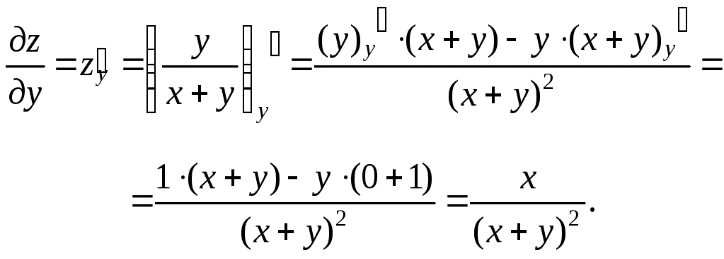 ∂z/∂y = z▯_y = (y/(x + y))▯_y = ((y)_y▯ ·(x + y) − y ·(x + y)_y▯)/(x + y)² =
= (1 ·(x + y) − y ·(0 + 1))/(x + y)² = x/(x + y)².